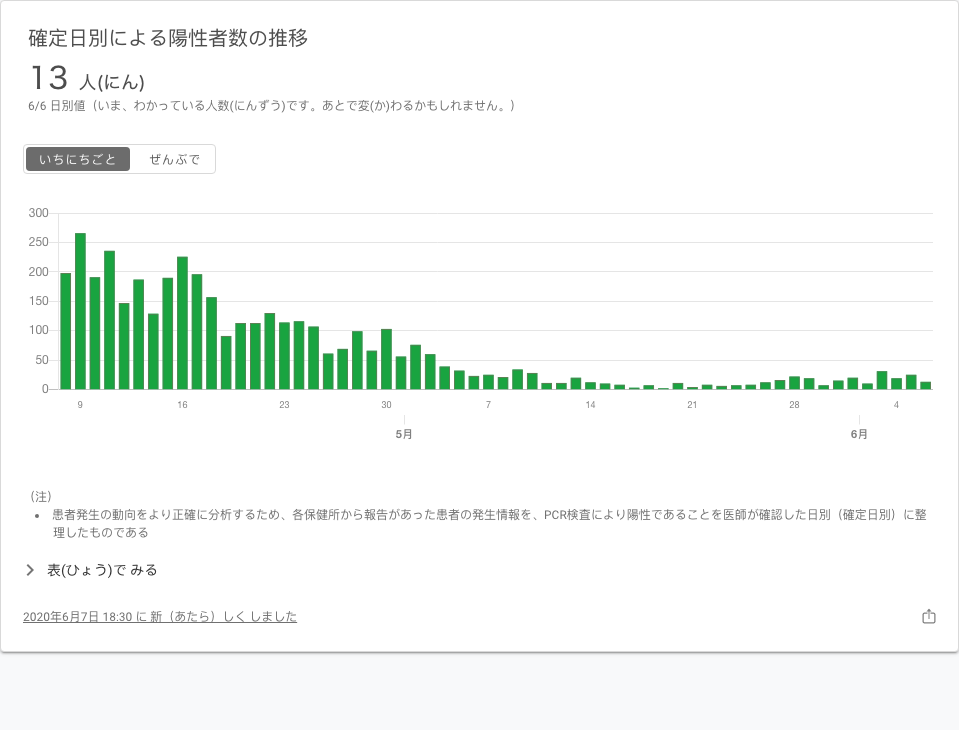 確定日別による陽性者数の推移
13 人(にん)
6/6 日別値（いま、わかっている人数(にんずう)です。あとで変(か)わるかもしれません。）
いちにちごと ぜんぶで
300
250
200
150
100
50
0
9 16 23 30 7 14 21 28 4
5月 6月
（注）
• 患者発生の動向をより正確に分析するため、各保健所から報告があった患者の発生情報を、PCR検査により陽性であることを医師が確認した日別（確定日別）に整
理したものである
表(ひょう)で みる
2020年6月7日 18:30 に 新（あたら）しく しました